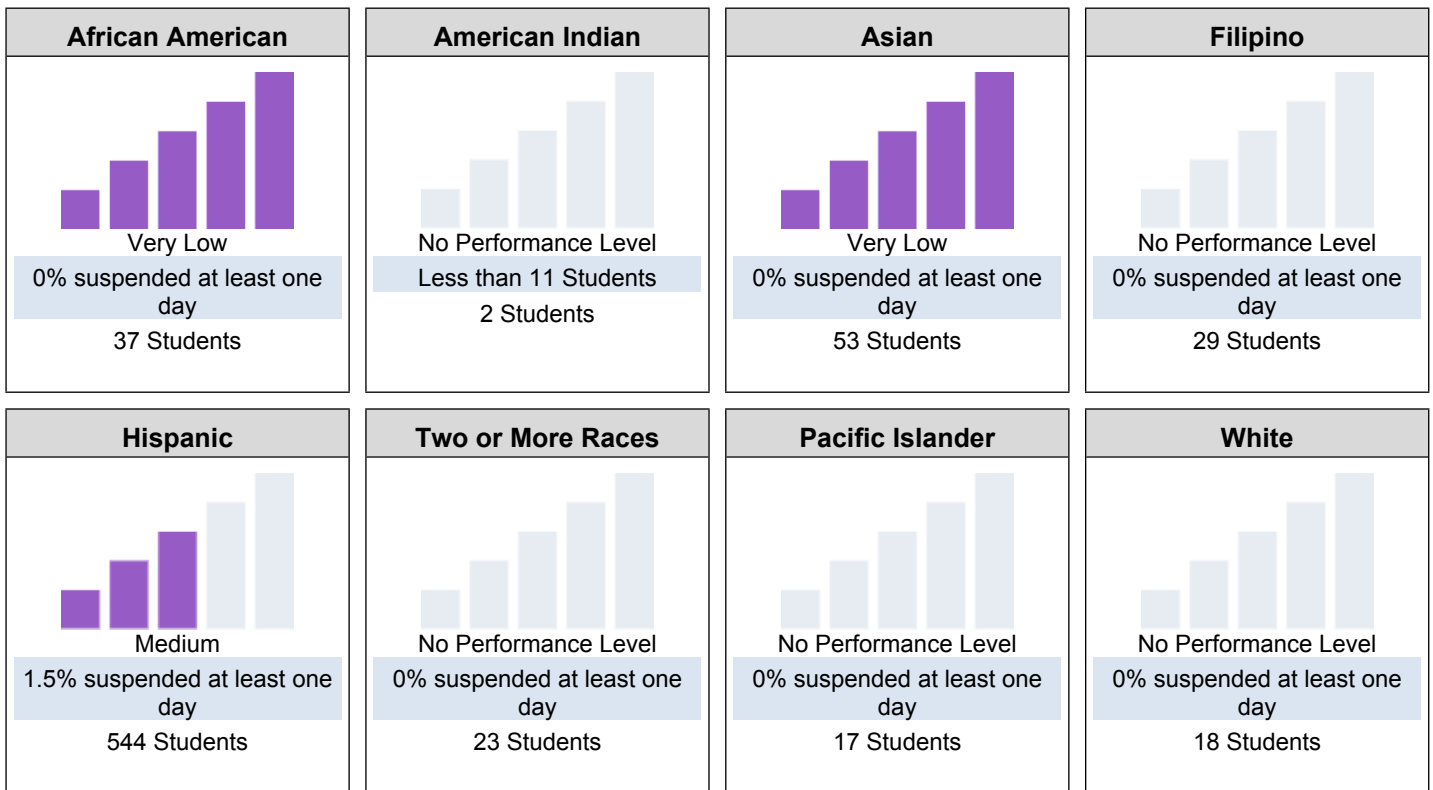 African American
Very Low
0% suspended at least one
day
37 Students
American Indian
No Performance Level
Less than 11 Students
2 Students
Asian
Very Low
0% suspended at least one
day
53 Students
Filipino
No Performance Level
0% suspended at least one
day
29 Students
Hispanic
Medium
1.5% suspended at least one
day
544 Students
Two or More Races
No Performance Level
0% suspended at least one
day
23 Students
Pacific Islander
No Performance Level
0% suspended at least one
day
17 Students
White
No Performance Level
0% suspended at least one
day
18 Students